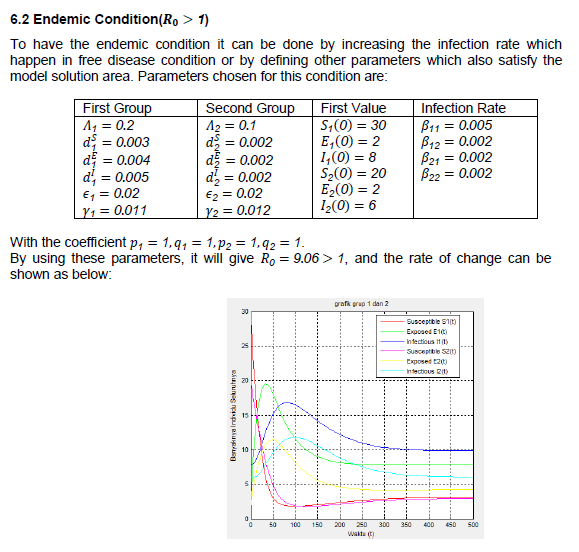 6.2 Endemic Condition(R₀ > 1)
To have the endemic condition it can be done by increasing the infection rate which
happen in free disease condition or by defining other parameters which also satisfy the
model solution area. Parameters chosen for this condition are:
First Group Second Group First Value Infection Rate
Λ₁ = 0.2 Λ₂ = 0.1 S₁(0) = 30 β₁₁ = 0.005
d₁ˢ = 0.003 d₂ˢ = 0.002 E₁(0) = 2 β₁₂ = 0.002
d₁ᴱ = 0.004 d₂ᴱ = 0.002 I₁(0) = 8 β₂₁ = 0.002
d₁ᴵ = 0.005 d₂ᴵ = 0.002 S₂(0) = 20 β₂₂ = 0.002
ϵ₁ = 0.02 ϵ₂ = 0.02 E₂(0) = 2
γ₁ = 0.011 γ₂ = 0.012 I₂(0) = 6
With the coefficient p₁ = 1, q₁ = 1, p₂ = 1, q₂ = 1.
By using these parameters, it will give R₀ = 9.06 > 1, and the rate of change can be
shown as below:
grafik grup 1 dan 2
Susceptible S1(t)
Exposed E1(t)
Infectious I1(t)
Susceptible S2(t)
Exposed E2(t)
Infectious I2(t)
Banyaknya Individu Seluruhnya
30
25
20
15
10
5
0
0 50 100 150 200 250 300 350 400 450 500
Waktu (t)